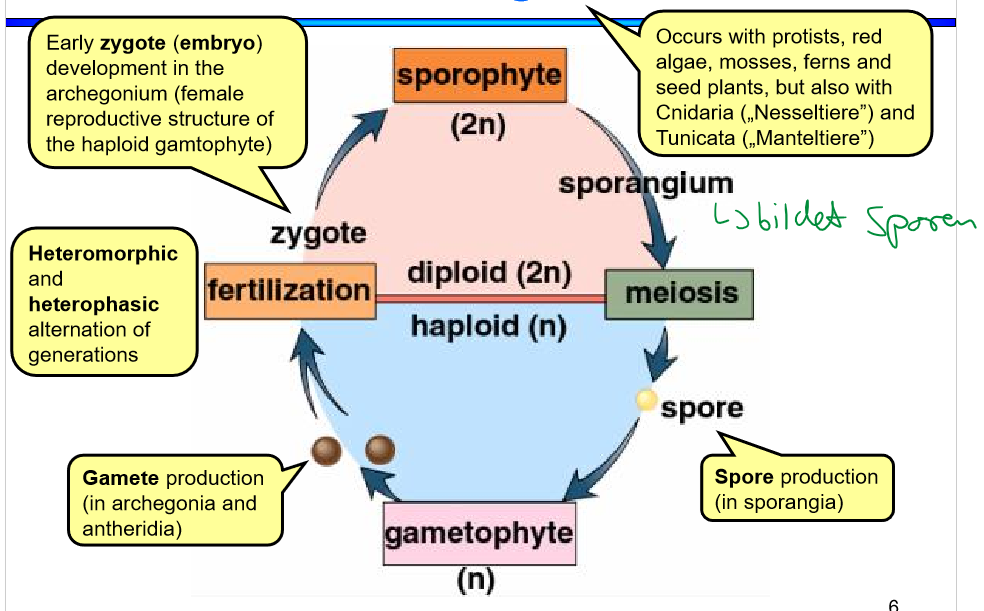 Early zygote (embryo)
development in the
archegonium (female
reproductive structure of
the haploid gamtophyte)
Occurs with protists, red
algae, mosses, ferns and
seed plants, but also with
Cnidaria („Nesseltiere”) and
Tunicata („Manteltiere”)
sporophyte
(2n)
sporangium
↳ bildet Sporen
zygote
Heteromorphic
and
heterophasic
alternation of
generations
fertilization
diploid (2n)
haploid (n)
meiosis
spore
Gamete production
(in archegonia and
antheridia)
Spore production
(in sporangia)
gametophyte
(n)
6